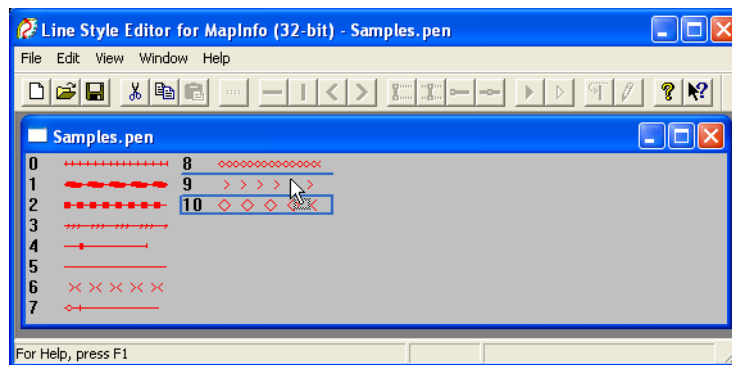 Line Style Editor for MapInfo (32-bit) - Samples.pen
File Edit View Window Help
Samples.pen
0
1
2
3
4
5
6
7
8
9
10
For Help, press F1